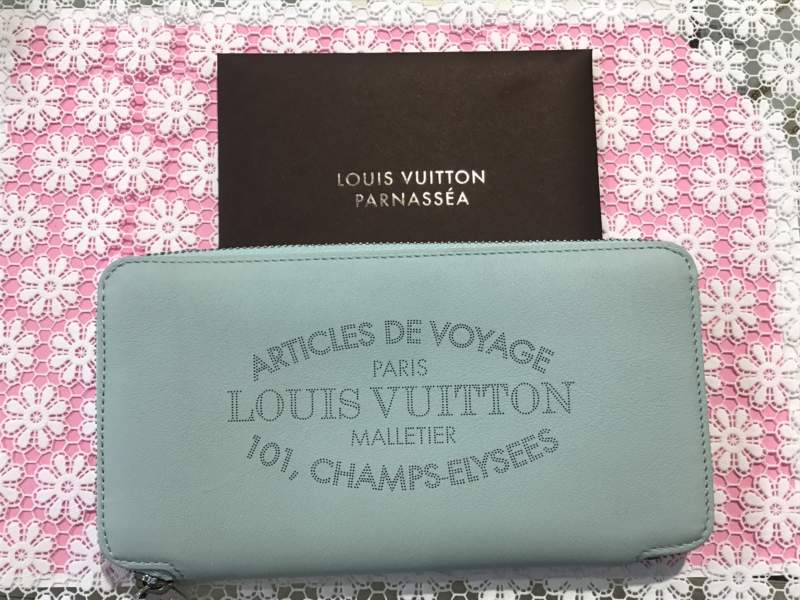 LOUIS VUITTON
PARNASSÉA
ARTICLES DE VOYAGE
PARIS
LOUIS VUITTON
MALLETIER
101, CHAMPS-ELYSEES